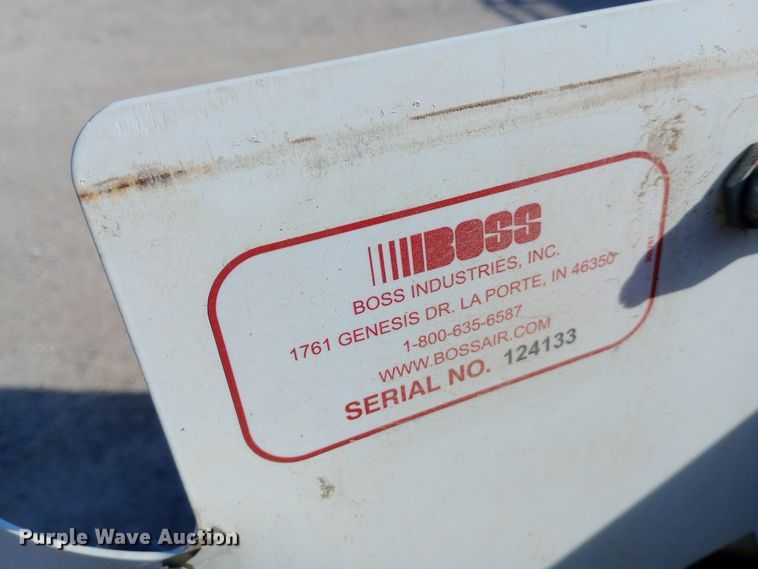 BOSS
BOSS INDUSTRIES, INC.
1761 GENESIS DR. LA PORTE, IN 46350
1-800-635-6587
WWW.BOSSAIR.COM
SERIAL NO. 124133
Purple Wave Auction